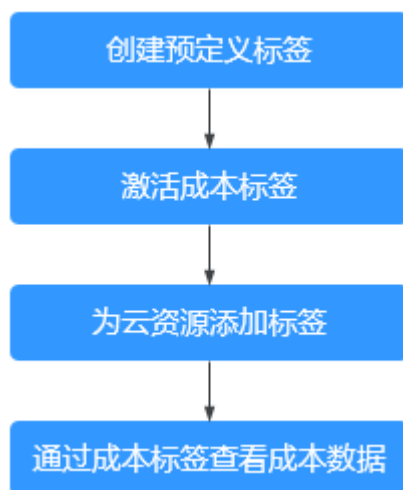 创建预定义标签
激活成本标签
为云资源添加标签
通过成本标签查看成本数据